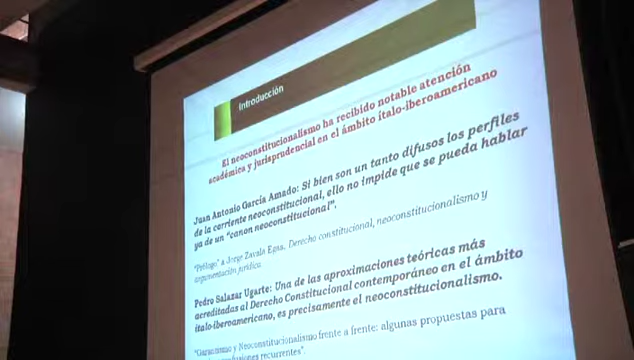 Introducción
El neoconstitucionalismo ha recibido notable atención
académica y jurisprudencial en el ámbito ítalo-iberoamericano
Juan Antonio García Amado: Si bien son un tanto difusos los perfiles
de la corriente neoconstitucional, ello no impide que se pueda hablar
ya de un "canon neoconstitucional".
"Prólogo" a Jorge Zavala Egas. Derecho constitucional, neoconstitucionalismo y
argumentación jurídica
Pedro Salazar Ugarte: Una de las aproximaciones teóricas más
acreditadas al Derecho Constitucional contemporáneo en el ámbito
ítalo-iberoamericano, es precisamente el neoconstitucionalismo.
"Garantismo y Neoconstitucionalismo frente a frente: algunas propuestas para
recurrentes".